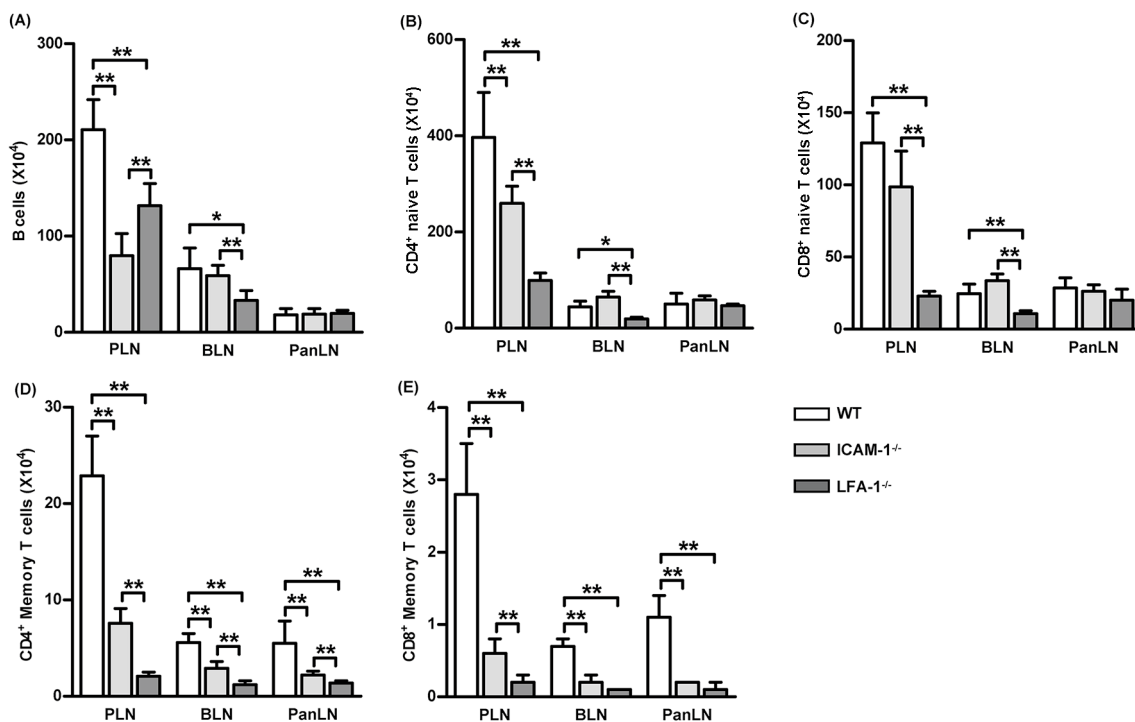 (A)
B cells (X10⁴)
300
200
100
0
**
**
**
*
**
PLN BLN PanLN
(B)
CD4⁺ naive T cells (X10⁴)
600
400
200
0
**
**
**
*
**
PLN BLN PanLN
(C)
CD8⁺ naive T cells (X10⁴)
200
150
100
50
0
**
**
**
**
PLN BLN PanLN
(D)
CD4⁺ Memory T cells (X10⁴)
30
20
10
0
**
**
**
**
**
**
**
**
**
PLN BLN PanLN
(E)
CD8⁺ Memory T cells (X10⁴)
4
3
2
1
0
**
**
**
**
**
**
**
PLN BLN PanLN
WT
ICAM-1⁻/⁻
LFA-1⁻/⁻